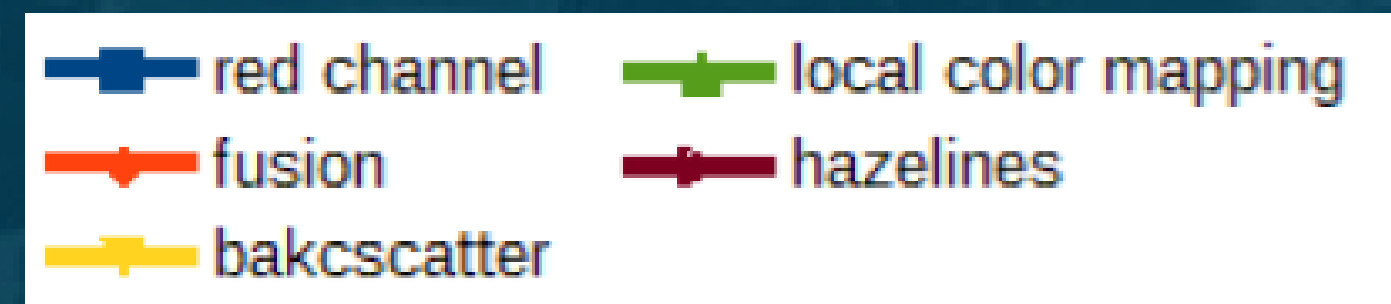 red channel
local color mapping
fusion
hazelines
bakcscatter